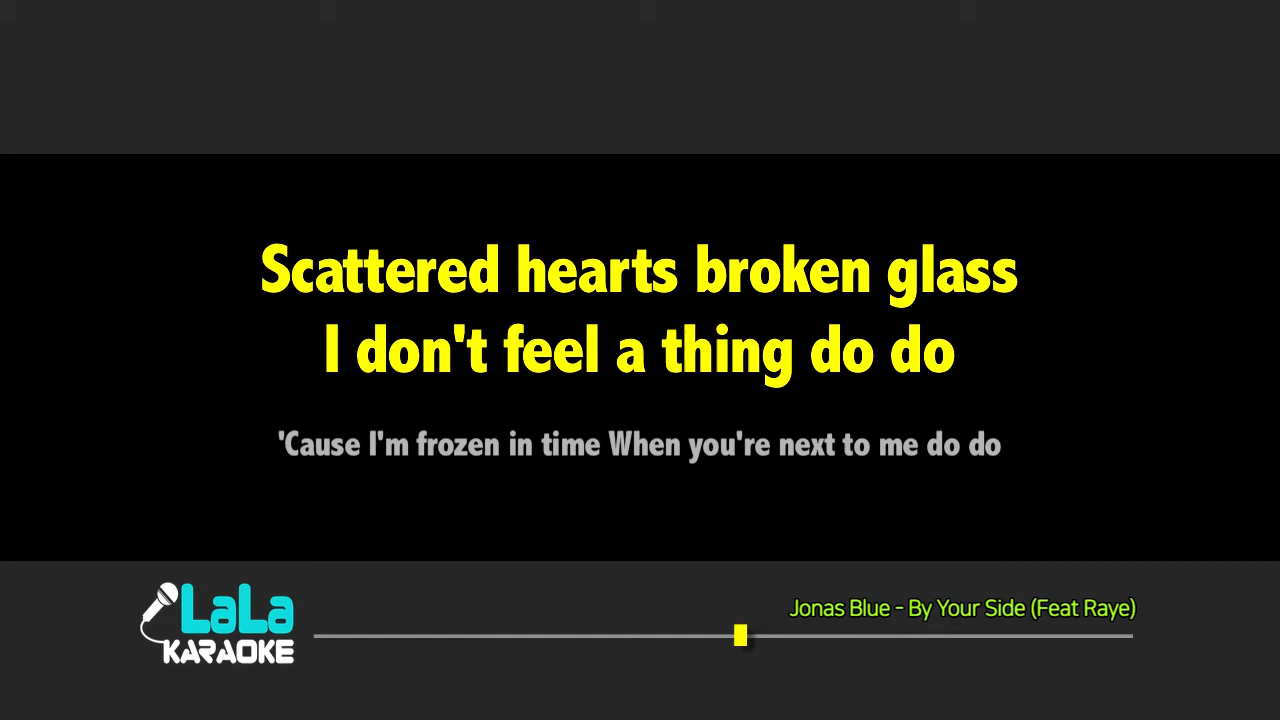 Scattered hearts broken glass
I don't feel a thing do do
'Cause I'm frozen in time When you're next to me do do
Jonas Blue - By Your Side (Feat Raye)
LaLa
KARAOKE